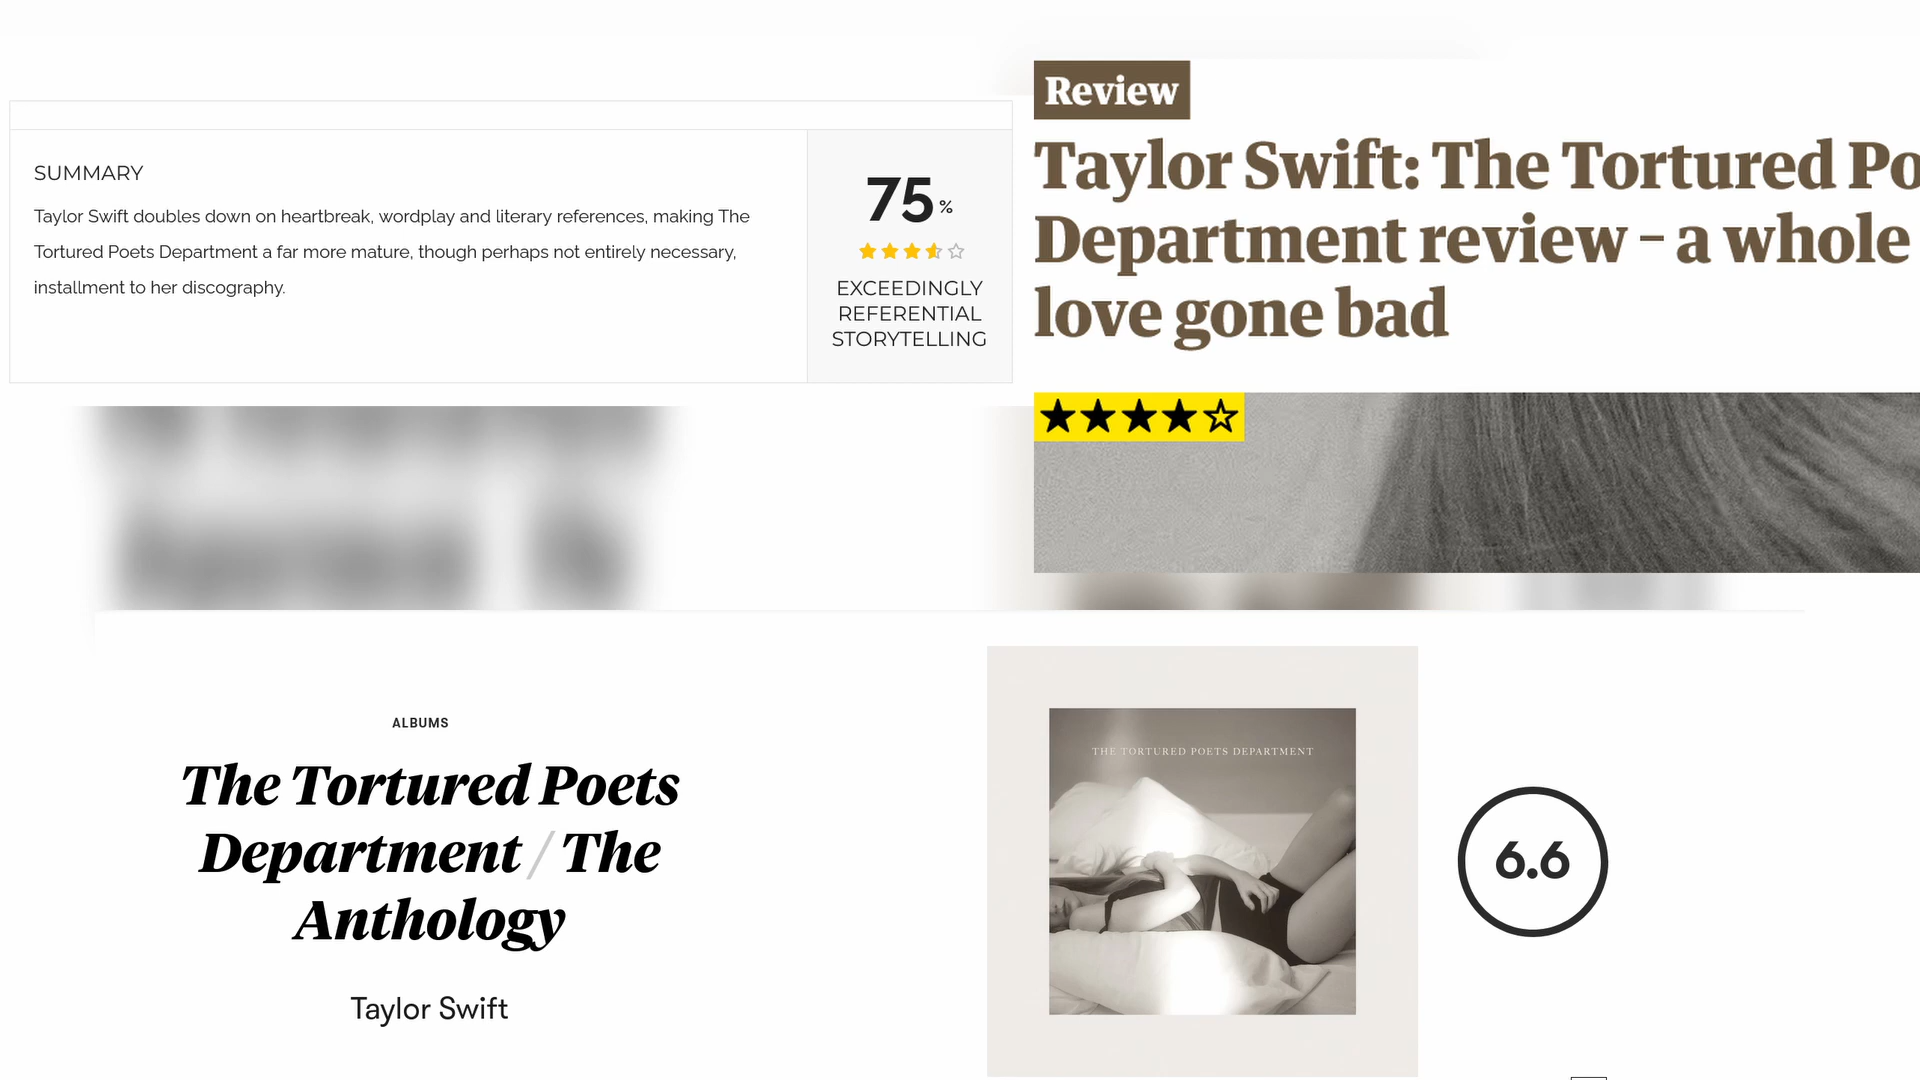 SUMMARY
Taylor Swift doubles down on heartbreak, wordplay and literary references, making The
Tortured Poets Department a far more mature, though perhaps not entirely necessary,
installment to her discography.
75%
EXCEEDINGLY
REFERENTIAL
STORYTELLING
Review
Taylor Swift: The Tortured Po
Department review – a whole
love gone bad
ALBUMS
The Tortured Poets
Department / The
Anthology
Taylor Swift
THE TORTURED POETS DEPARTMENT
6.6